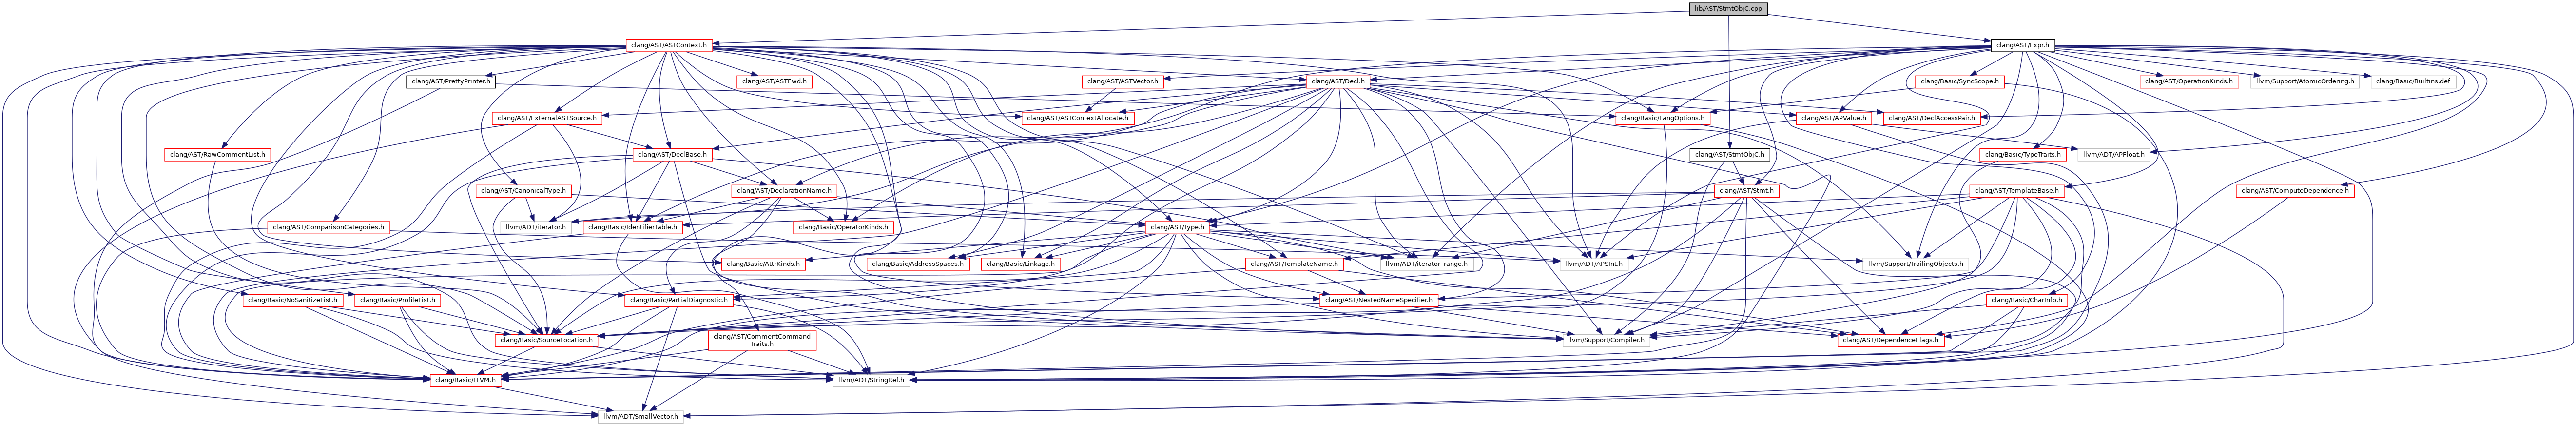 lib/AST/StmtObjC.cpp
clang/AST/ASTContext.h
clang/AST/Expr.h
clang/AST/PrettyPrinter.h
clang/AST/ASTFwd.h
clang/AST/ASTVector.h
clang/AST/Decl.h
clang/Basic/SyncScope.h
clang/AST/OperationKinds.h
llvm/Support/AtomicOrdering.h
clang/Basic/Builtins.def
clang/AST/ExternalASTSource.h
clang/AST/ASTContextAllocate.h
clang/Basic/LangOptions.h
clang/AST/APValue.h
clang/AST/DeclAccessPair.h
clang/AST/RawCommentList.h
clang/AST/DeclBase.h
clang/AST/StmtObjC.h
clang/Basic/TypeTraits.h
llvm/ADT/APFloat.h
clang/AST/CanonicalType.h
clang/AST/DeclarationName.h
clang/AST/Stmt.h
clang/AST/TemplateBase.h
clang/AST/ComputeDependence.h
clang/AST/ComparisonCategories.h
llvm/ADT/iterator.h
clang/Basic/IdentifierTable.h
clang/Basic/OperatorKinds.h
clang/AST/Type.h
clang/Basic/AttrKinds.h
clang/Basic/AddressSpaces.h
clang/Basic/Linkage.h
clang/AST/TemplateName.h
llvm/ADT/iterator_range.h
llvm/ADT/APSInt.h
llvm/Support/TrailingObjects.h
clang/Basic/NoSanitizeList.h
clang/Basic/ProfileList.h
clang/Basic/PartialDiagnostic.h
clang/AST/NestedNameSpecifier.h
clang/Basic/CharInfo.h
clang/Basic/SourceLocation.h
clang/AST/CommentCommand
Traits.h
llvm/Support/Compiler.h
clang/AST/DependenceFlags.h
clang/Basic/LLVM.h
llvm/ADT/StringRef.h
llvm/ADT/SmallVector.h